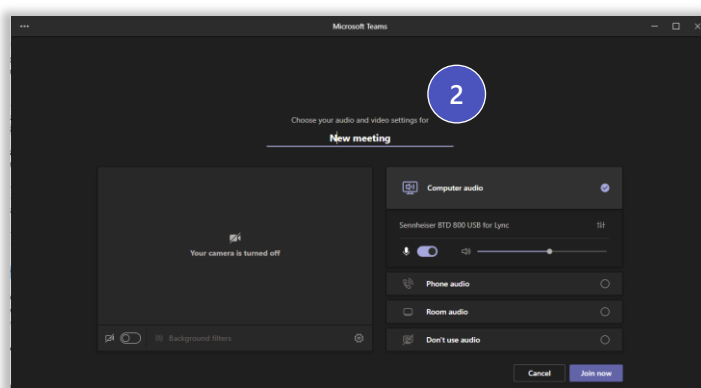 Microsoft Teams
2
Choose your audio and video settings for
New meeting
Computer audio
Sennheiser BTD 800 USB for Lync
Your camera is turned off
Phone audio
Room audio
Background filters
Don't use audio
Cancel
Join now